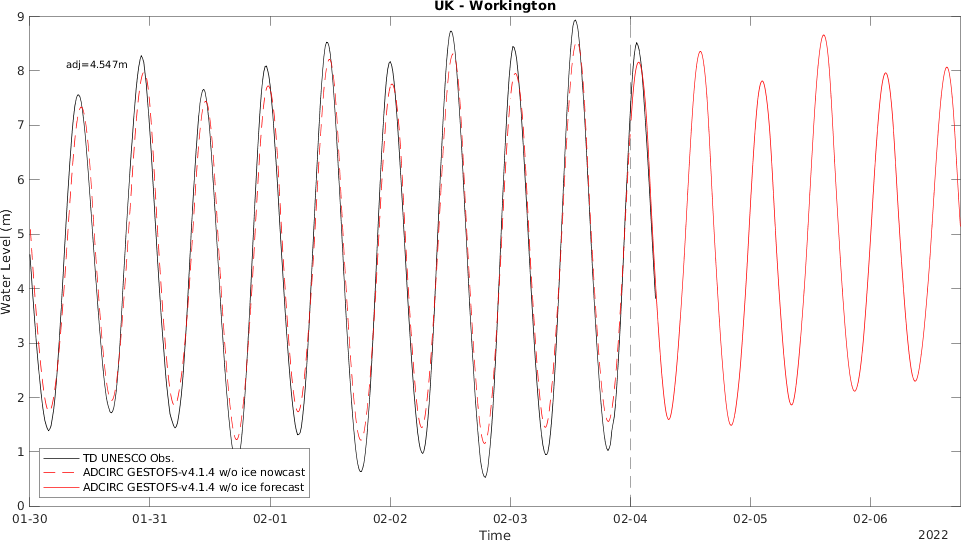 UK - Workington
adj=4.547m
Water Level (m)
9
8
7
6
5
4
3
2
1
0
TD UNESCO Obs.
ADCIRC GESTOFS-v4.1.4 w/o ice nowcast
ADCIRC GESTOFS-v4.1.4 w/o ice forecast
01-30 01-31 02-01 02-02 02-03 02-04 02-05 02-06
Time
2022